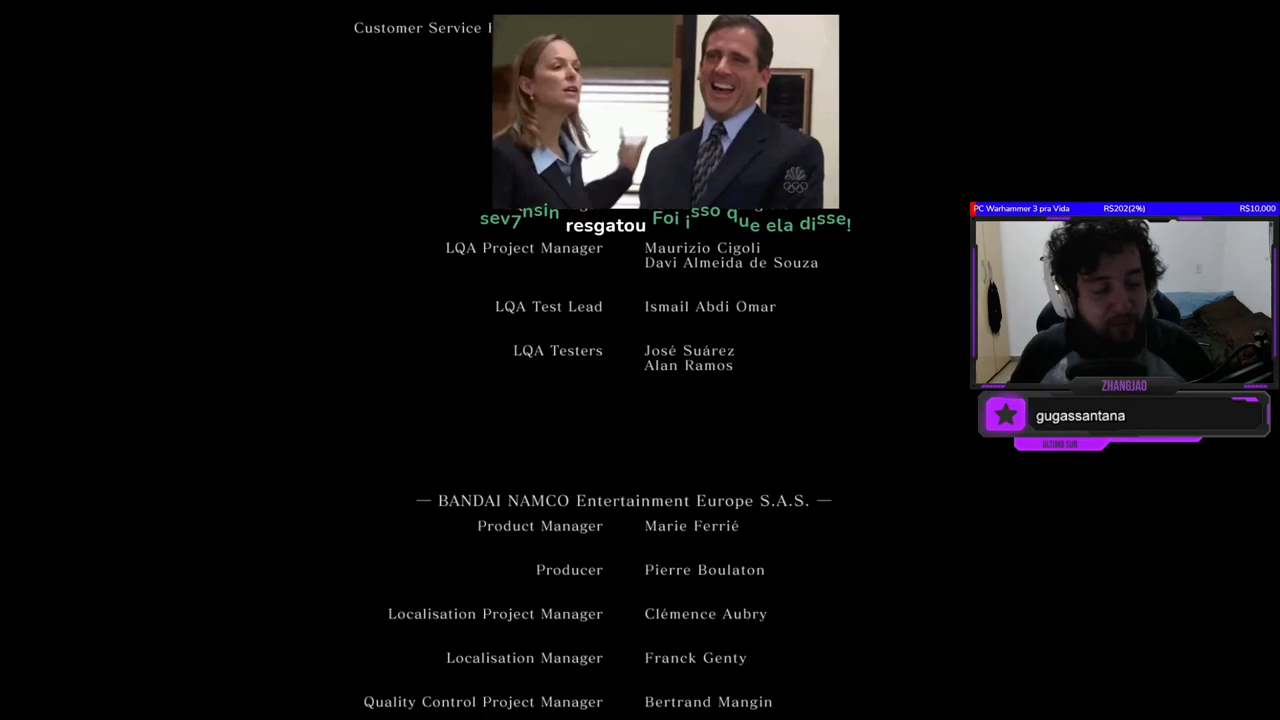 Customer Service
sev7nsin resgatou Foi isso que ela disse!
LQA Project Manager Maurizio Cigoli
Davi Almeida de Souza
LQA Test Lead Ismail Abdi Omar
LQA Testers José Suárez
Alan Ramos
— BANDAI NAMCO Entertainment Europe S.A.S. —
Product Manager Marie Ferrié
Producer Pierre Boulaton
Localisation Project Manager Clémence Aubry
Localisation Manager Franck Genty
Quality Control Project Manager Bertrand Mangin
PC Warhammer 3 pra Vida R$202(2%) R$10,000
ZHANGJAO
gugassantana
ÚLTIMO SUB